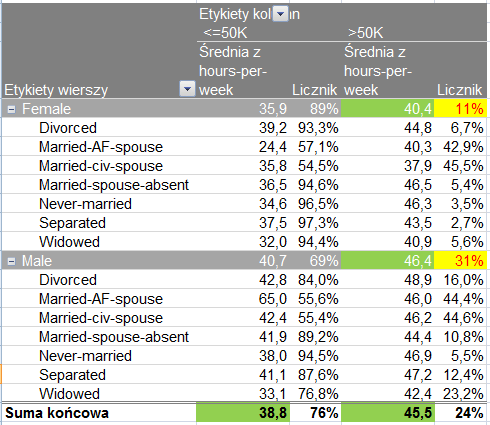 Etykiety kol n
<=50K >50K
Średnia z hours-per-week Licznik Średnia z hours-per-week Licznik
Etykiety wierszy
Female 35,9 89% 40,4 11%
Divorced 39,2 93,3% 44,8 6,7%
Married-AF-spouse 24,4 57,1% 40,3 42,9%
Married-civ-spouse 35,8 54,5% 37,9 45,5%
Married-spouse-absent 36,5 94,6% 46,5 5,4%
Never-married 34,6 96,5% 46,3 3,5%
Separated 37,5 97,3% 43,5 2,7%
Widowed 32,0 94,4% 40,9 5,6%
Male 40,7 69% 46,4 31%
Divorced 42,8 84,0% 48,9 16,0%
Married-AF-spouse 65,0 55,6% 46,0 44,4%
Married-civ-spouse 42,4 55,4% 46,2 44,6%
Married-spouse-absent 41,9 89,2% 44,4 10,8%
Never-married 38,0 94,5% 46,9 5,5%
Separated 41,1 87,6% 47,2 12,4%
Widowed 33,1 76,8% 42,4 23,2%
Suma końcowa 38,8 76% 45,5 24%